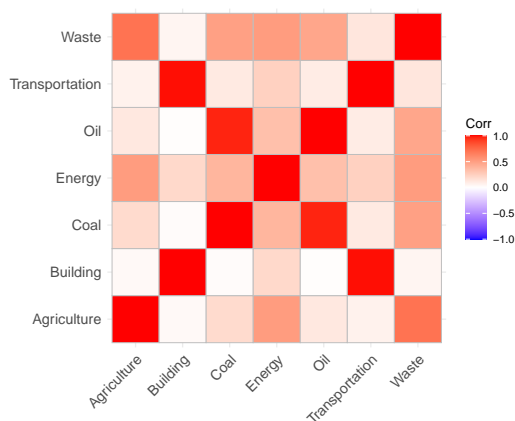 Waste
Transportation
Oil
Energy
Coal
Building
Agriculture
Agriculture
Building
Coal
Energy
Oil
Transportation
Waste
Corr
1.0
0.5
0.0
−0.5
−1.0